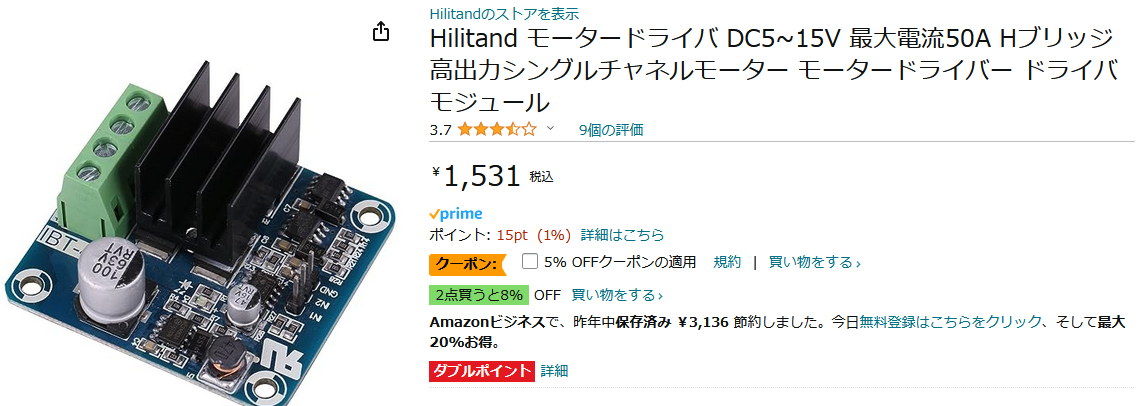 Hilitandのストアを表示
Hilitand モータードライバ DC5~15V 最大電流50A Hブリッジ
高出力シングルチャネルモーター モータードライバー ドライバ
モジュール
3.7
9個の評価
¥1,531 税込
prime
ポイント: 15pt (1%) 詳細はこちら
クーポン: 5% OFFクーポンの適用 規約 | 買い物をする ›
2点買うと8% OFF 買い物をする ›
Amazonビジネスで、昨年中保存済み ¥3,136 節約しました。今日無料登録はこちらをクリック、そして最大
20%お得。
ダブルポイント 詳細
IBT-
100
63V
RVT
GND
IN2
IN1